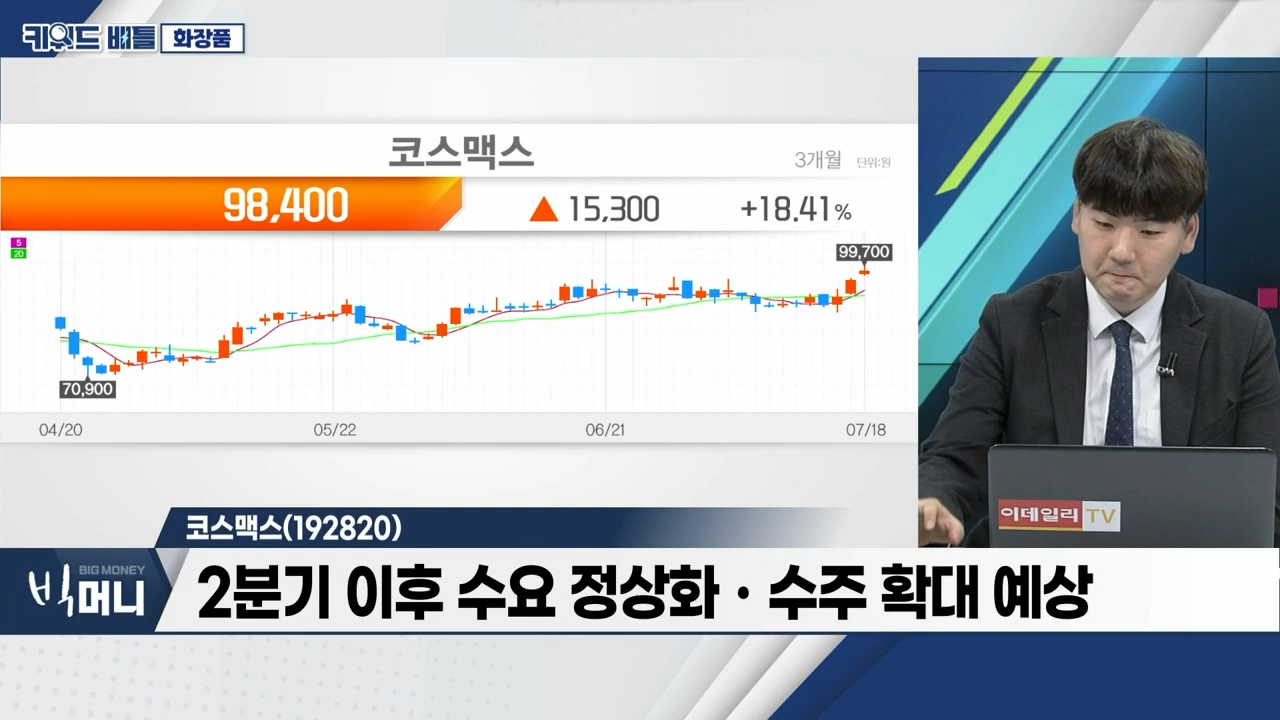 키워드 배틀 화장품
코스맥스
3개월 단위:원
98,400 ▲ 15,300 +18.41%
5
20
99,700
70,900
04/20 05/22 06/21 07/18
이데일리 TV
코스맥스(192820)
BIG MONEY
빅머니
2분기 이후 수요 정상화 · 수주 확대 예상